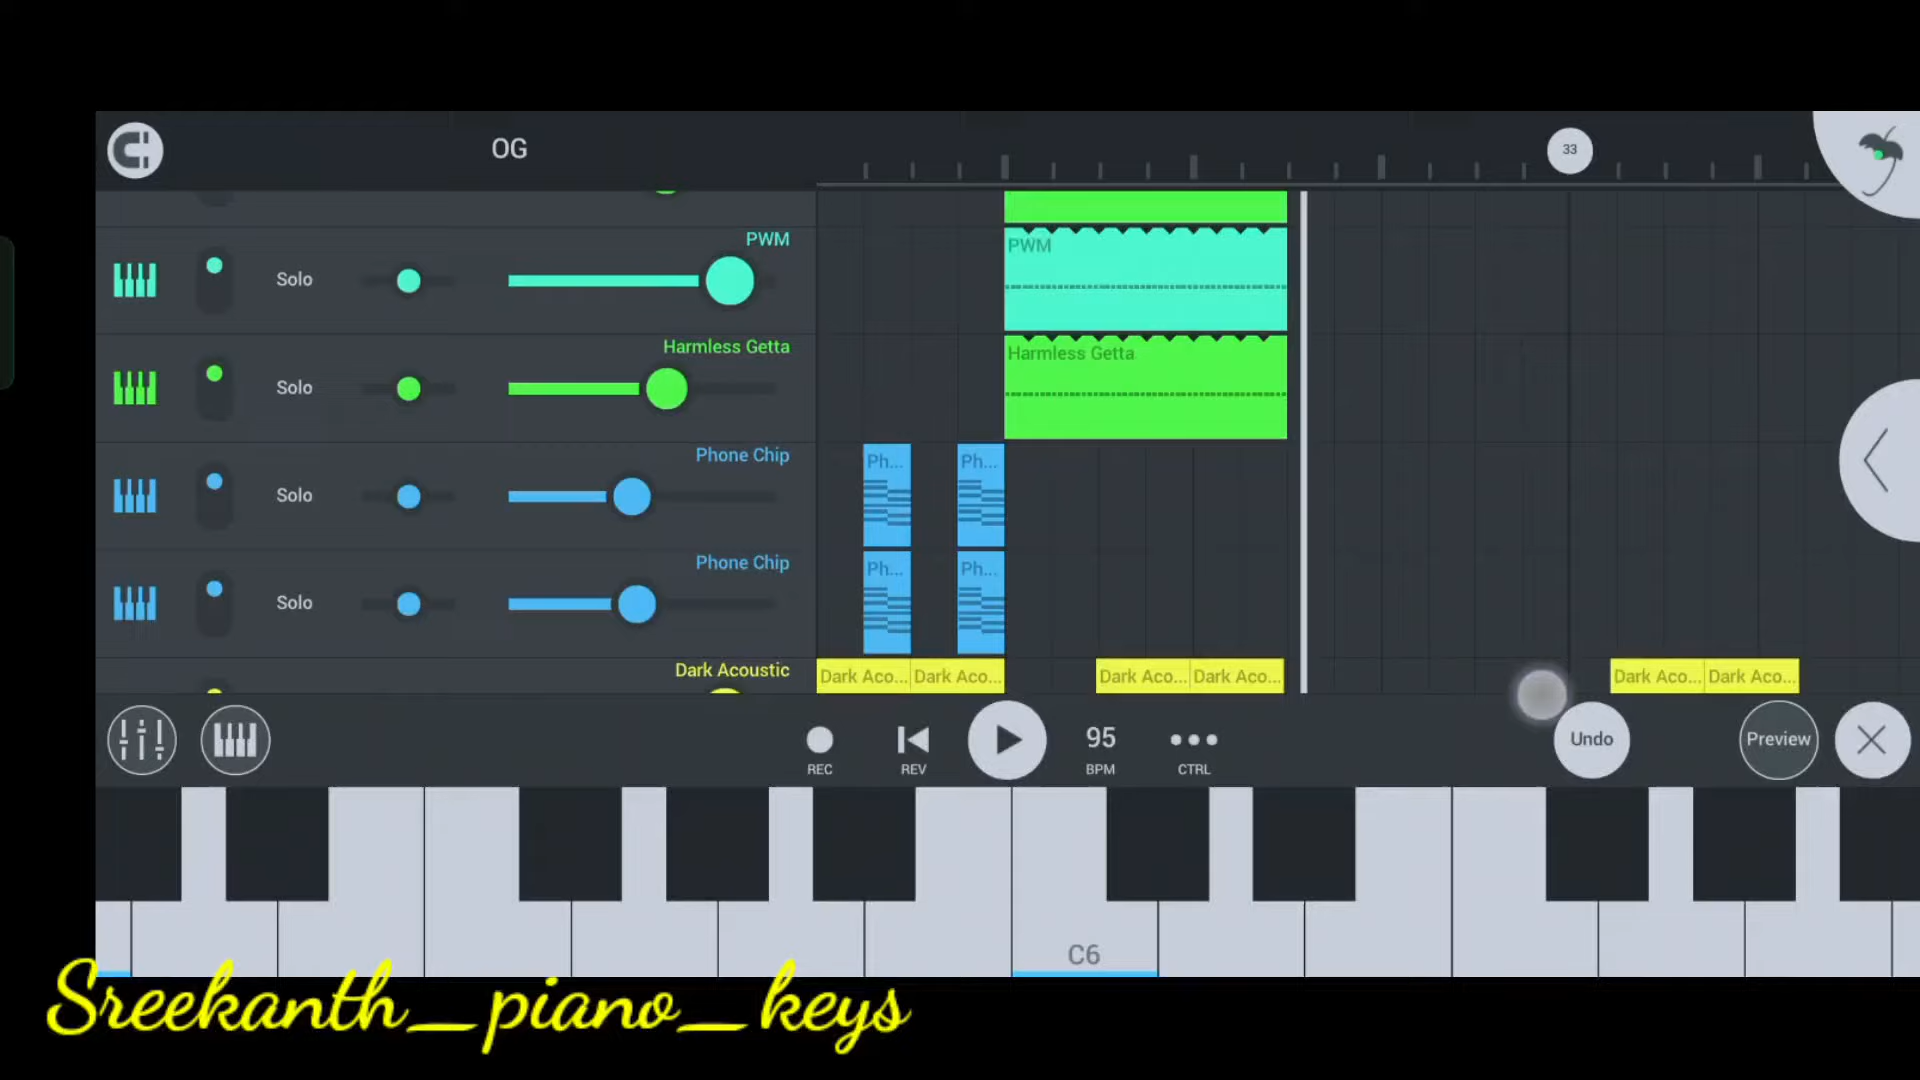 OG
33
PWM
Solo
PWM
Harmless Getta
Solo
Harmless Getta
Phone Chip
Solo
Ph...
Ph...
Phone Chip
Solo
Ph...
Ph...
Dark Acoustic
Dark Aco...
Dark Aco...
Dark Aco...
Dark Aco...
Dark Aco...
Dark Aco...
REC
REV
95
BPM
CTRL
Undo
Preview
C6
Sreekanth_piano_keys